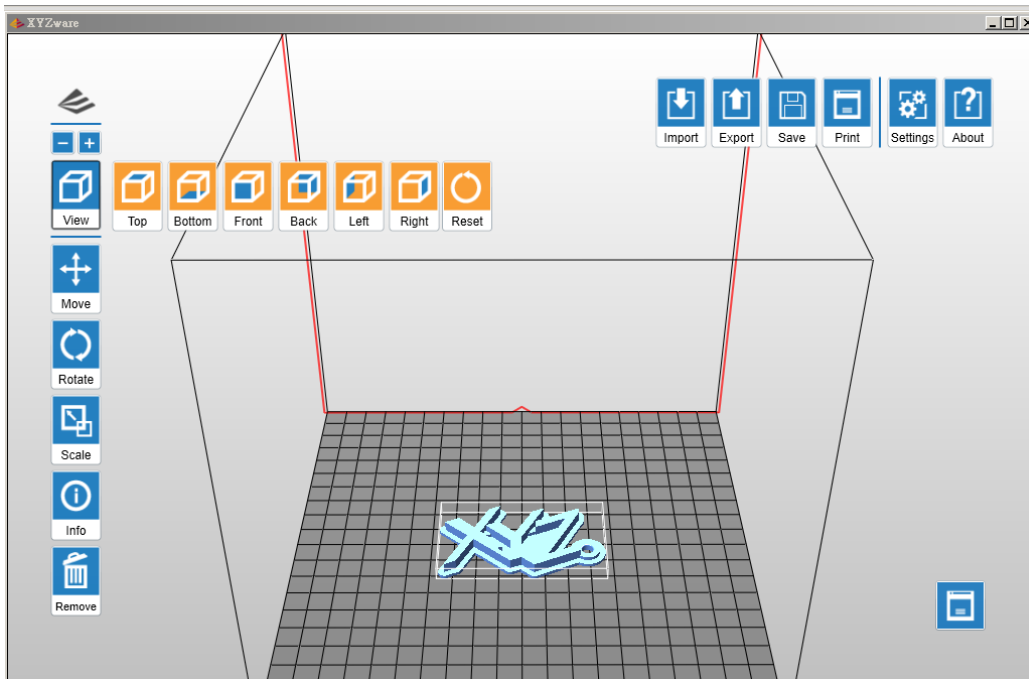 XYZware
Import Export Save Print Settings About
− +
View Top Bottom Front Back Left Right Reset
Move
Rotate
Scale
Info
Remove